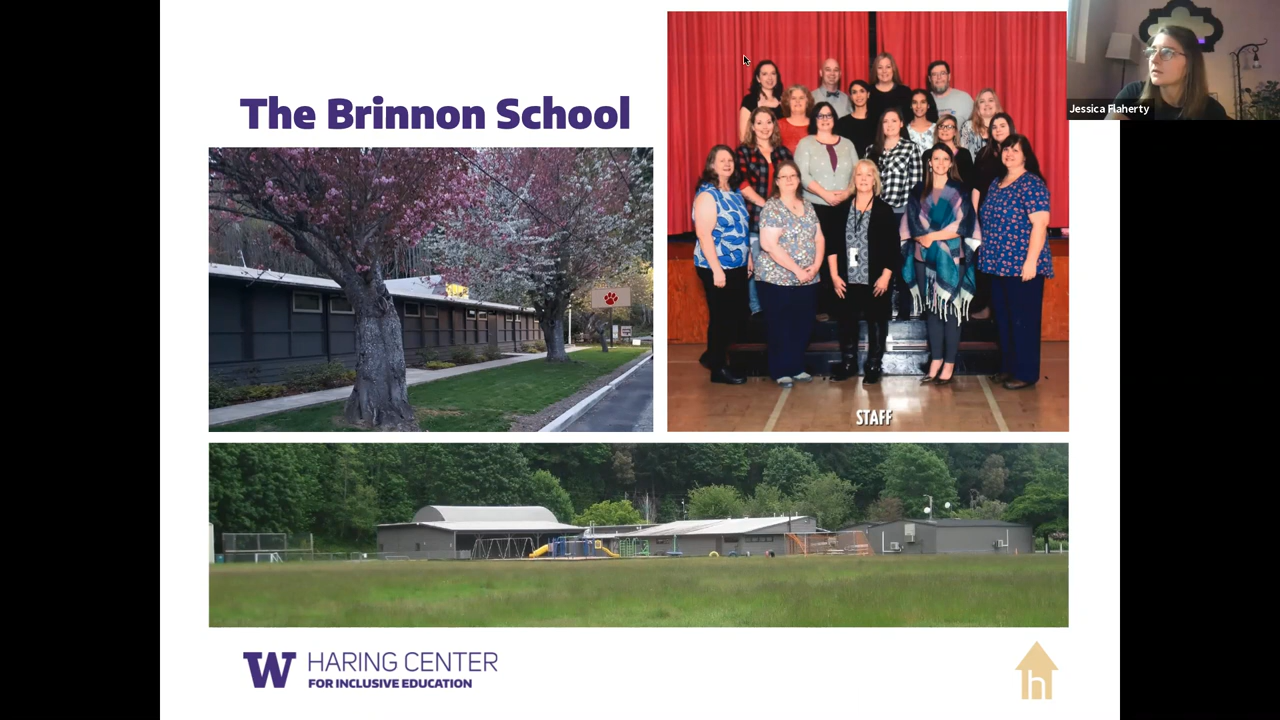 The Brinnon School
Jessica Flaherty
STAFF
W HARING CENTER
FOR INCLUSIVE EDUCATION
h